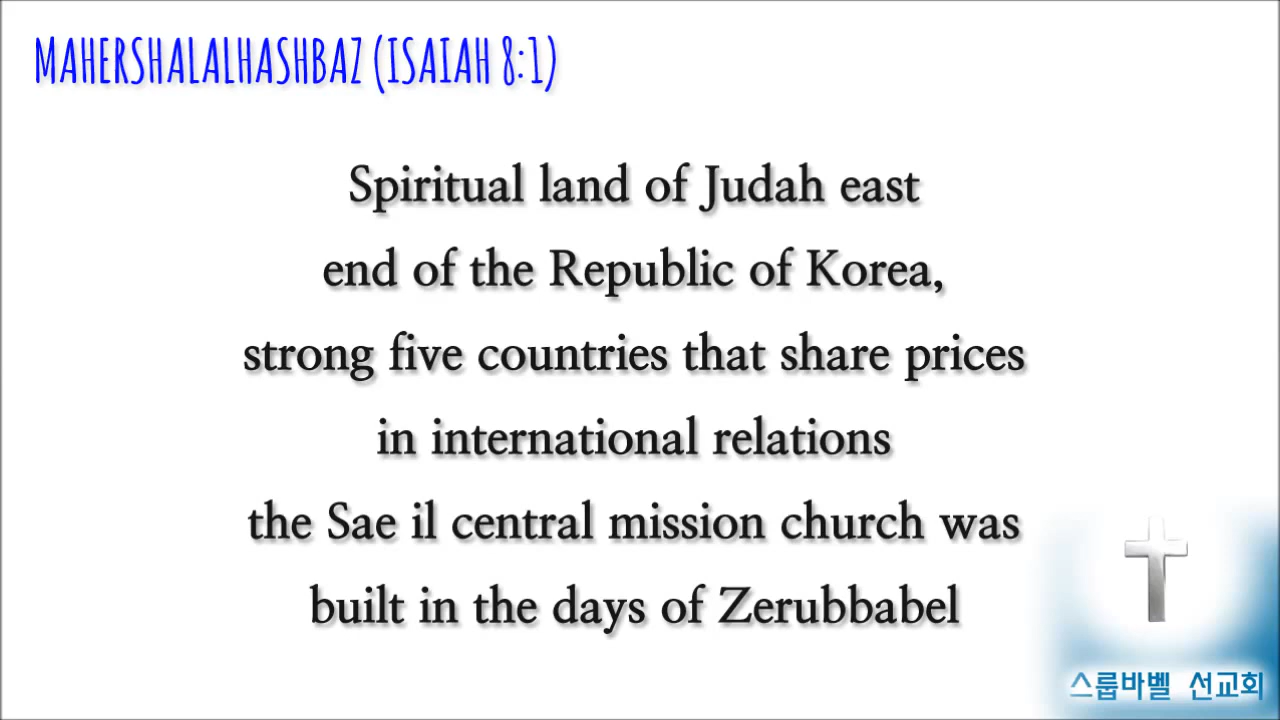 MAHERSHALALHASHBAZ (ISAIAH 8:1)
Spiritual land of Judah east
end of the Republic of Korea,
strong five countries that share prices
in international relations
the Sae il central mission church was
built in the days of Zerubbabel
스룹바벨 선교회